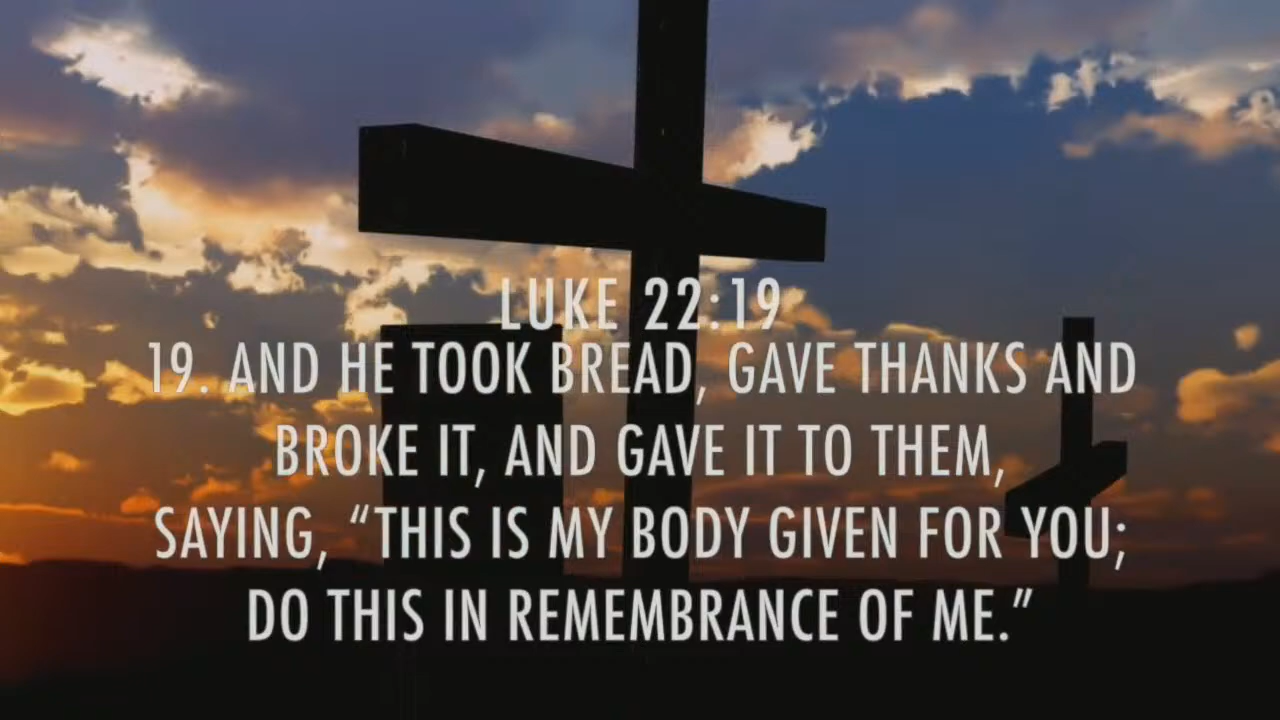 LUKE 22:19
19. AND HE TOOK BREAD, GAVE THANKS AND
BROKE IT, AND GAVE IT TO THEM,
SAYING, “THIS IS MY BODY GIVEN FOR YOU;
DO THIS IN REMEMBRANCE OF ME.”